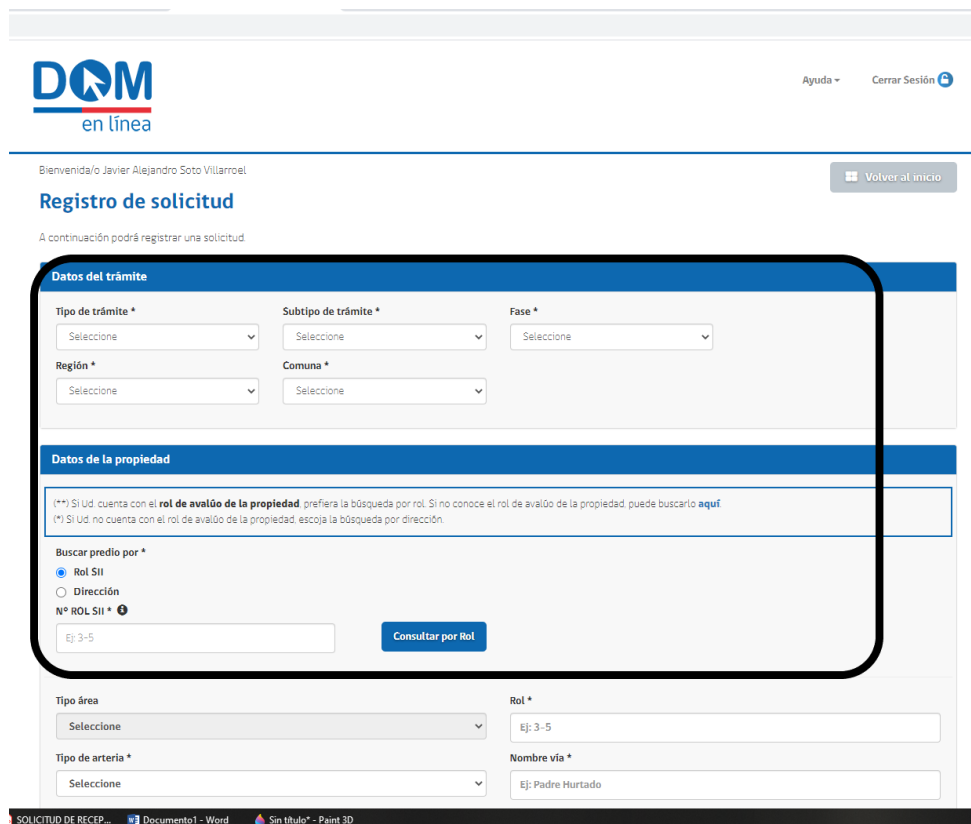 DOM
en línea
Ayuda
Cerrar Sesión
Bienvenida/o Javier Alejandro Soto Villarroel
Volver al inicio
Registro de solicitud
A continuación podrá registrar una solicitud.
Datos del trámite
Tipo de trámite * Subtipo de trámite * Fase *
Seleccione Seleccione Seleccione
Región * Comuna *
Seleccione Seleccione
Datos de la propiedad
(**) Si Ud. cuenta con el rol de avalúo de la propiedad, prefiera la búsqueda por rol. Si no conoce el rol de avalúo de la propiedad, puede buscarlo aquí.
(*) Si Ud. no cuenta con el rol de avalúo de la propiedad, escoja la búsqueda por dirección.
Buscar predio por *
Rol SII
Dirección
Nº ROL SII *
Ej: 3-5 Consultar por Rol
Tipo área Rol *
Seleccione Ej: 3-5
Tipo de arteria * Nombre vía *
Seleccione Ej: Padre Hurtado
SOLICITUD DE RECEP... Documento1 - Word Sin título* - Paint 3D